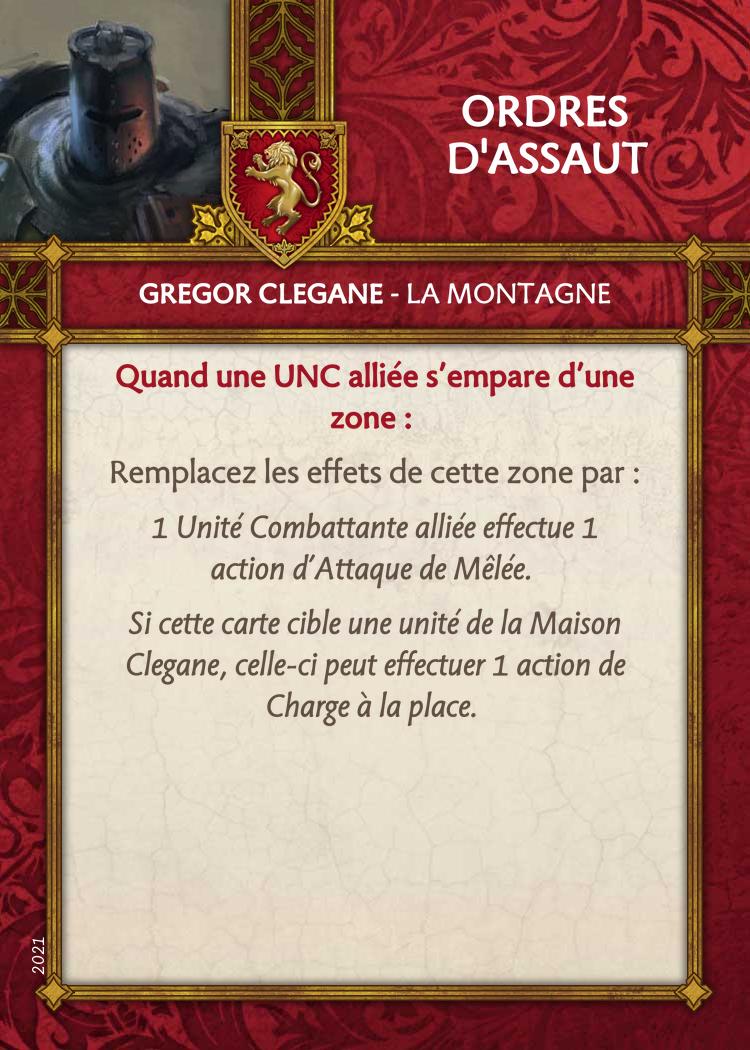 ORDRES
D'ASSAUT
GREGOR CLEGANE - LA MONTAGNE
Quand une UNC alliée s’empare d’une
zone :
Remplacez les effets de cette zone par :
1 Unité Combattante alliée effectue 1
action d’Attaque de Mêlée.
Si cette carte cible une unité de la Maison
Clegane, celle-ci peut effectuer 1 action de
Charge à la place.
2021